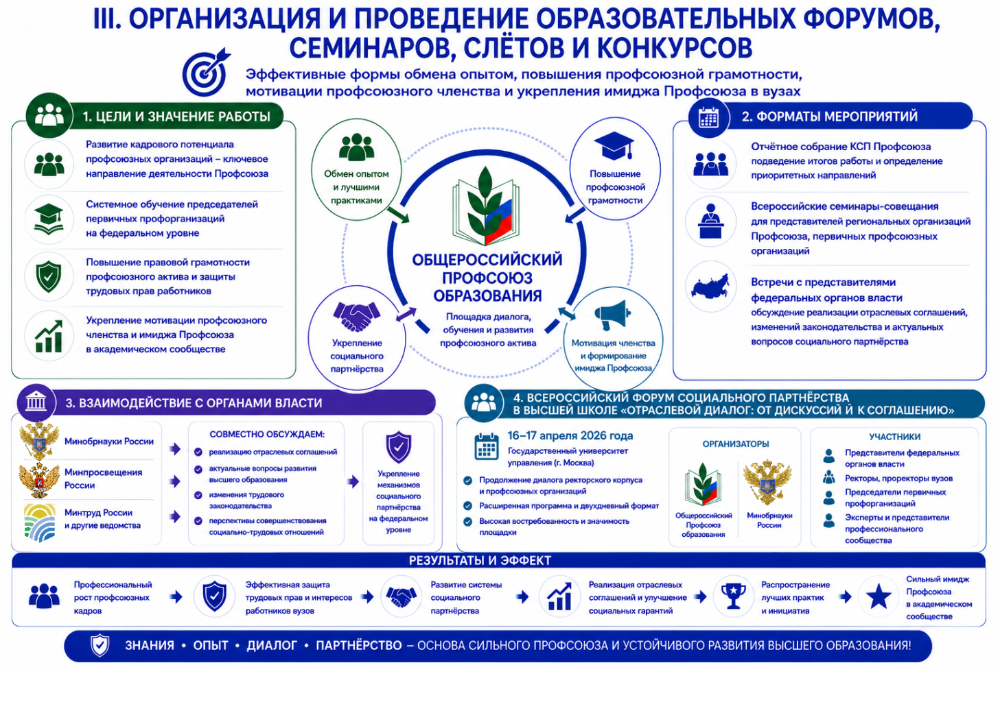 III. ОРГАНИЗАЦИЯ И ПРОВЕДЕНИЕ ОБРАЗОВАТЕЛЬНЫХ ФОРУМОВ,
СЕМИНАРОВ, СЛЁТОВ И КОНКУРСОВ
Эффективные формы обмена опытом, повышения профсоюзной грамотности,
мотивации профсоюзного членства и укрепления имиджа Профсоюза в вузах
1. ЦЕЛИ И ЗНАЧЕНИЕ РАБОТЫ
Развитие кадрового потенциала
профсоюзных организаций – ключевое
направление деятельности Профсоюза
Системное обучение председателей
первичных профорганизаций
на федеральном уровне
Повышение правовой грамотности
профсоюзного актива и защиты
трудовых прав работников
Укрепление мотивации профсоюзного
членства и имиджа Профсоюза
в академическом сообществе
Обмен опытом
и лучшими
практиками
Повышение
профсоюзной
грамотности
ОБЩЕРОССИЙСКИЙ
ПРОФСОЮЗ
ОБРАЗОВАНИЯ
Площадка диалога,
обучения и развития
профсоюзного актива
Укрепление
социального
партнёрства
Мотивация членства
и формирование
имиджа Профсоюза
2. ФОРМАТЫ МЕРОПРИЯТИЙ
Отчётное собрание КСП Профсоюза
подведение итогов работы и определение
приоритетных направлений
Всероссийские семинары-совещания
для представителей региональных организаций
Профсоюза, первичных профсоюзных
организаций
Встречи с представителями
федеральных органов власти
обсуждение реализации отраслевых соглашений,
изменений законодательства и актуальных
вопросов социального партнёрства
3. ВЗАИМОДЕЙСТВИЕ С ОРГАНАМИ ВЛАСТИ
Минобрнауки России
Минпросвещения
России
Минтруд России
и другие ведомства
СОВМЕСТНО ОБСУЖДАЕМ:
реализацию отраслевых соглашений
актуальные вопросы развития
высшего образования
изменения трудового
законодательства
перспективы совершенствования
социально-трудовых отношений
Укрепление
механизмов
социального
партнёрства
на федеральном
уровне
4. ВСЕРОССИЙСКИЙ ФОРУМ СОЦИАЛЬНОГО ПАРТНЁРСТВА
В ВЫСШЕЙ ШКОЛЕ «ОТРАСЛЕВОЙ ДИАЛОГ: ОТ ДИСКУССИЙ Й К СОГЛАШЕНИЮ»
16–17 апреля 2026 года
Государственный университет
управления (г. Москва)
Продолжение диалога ректорского корпуса
и профсоюзных организаций
Расширенная программа и двухдневный формат
Высокая востребованность и значимость
площадки
ОРГАНИЗАТОРЫ
Общероссийский
Профсоюз
образования
Минобрнауки
России
УЧАСТНИКИ
Представители федеральных
органов власти
Ректоры, проректоры вузов
Председатели первичных
профорганизаций
Эксперты и представители
профессионального
сообщества
РЕЗУЛЬТАТЫ И ЭФФЕКТ
Профессиональный
рост профсоюзных
кадров
Эффективная защита
трудовых прав и интересов
работников вузов
Развитие системы
социального
партнёрства
Реализация отраслевых
соглашений и улучшение
социальных гарантий
Распространение
лучших практик
и инициатив
Сильный имидж
Профсоюза
в академическом
сообществе
ЗНАНИЯ • ОПЫТ • ДИАЛОГ • ПАРТНЁРСТВО – ОСНОВА СИЛЬНОГО ПРОФСОЮЗА И УСТОЙЧИВОГО РАЗВИТИЯ ВЫСШЕГО ОБРАЗОВАНИЯ!